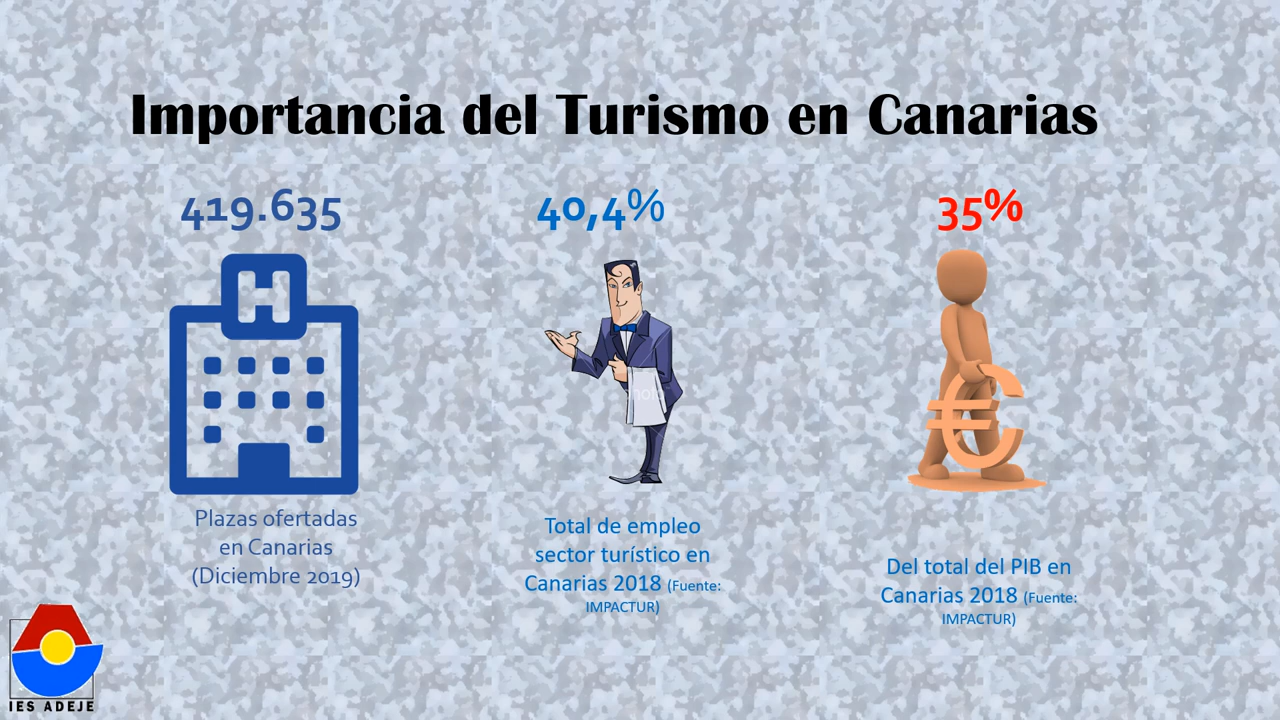 Importancia del Turismo en Canarias
419.635
40,4%
35%
H
Plazas ofertadas
en Canarias
(Diciembre 2019)
Total de empleo
sector turístico en
Canarias 2018 (Fuente:
IMPACTUR)
Del total del PIB en
Canarias 2018 (Fuente:
IMPACTUR)
€
IES ADEJE